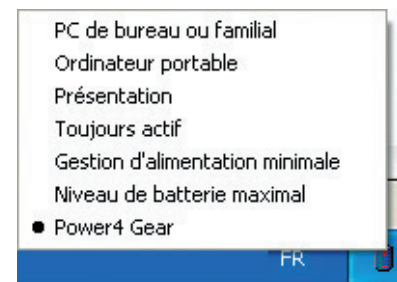 PC de bureau ou familial
Ordinateur portable
Présentation
Toujours actif
Gestion d'alimentation minimale
Niveau de batterie maximal
Power4 Gear
FR